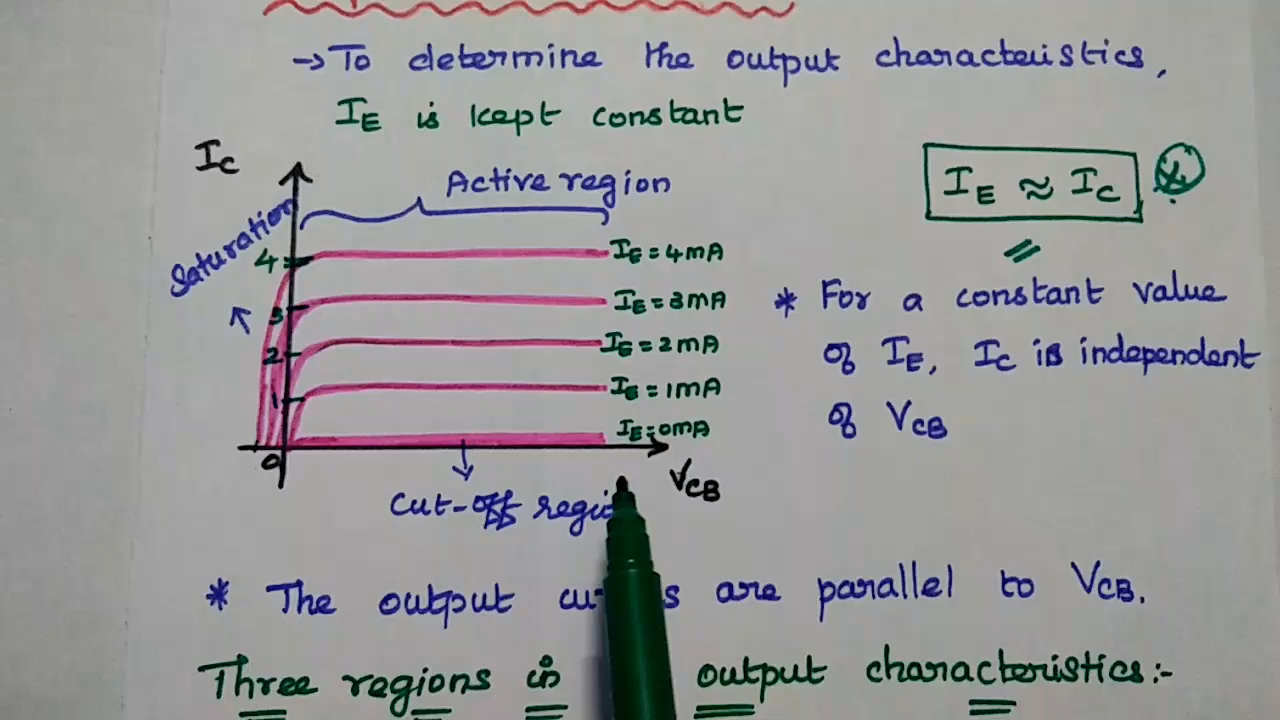 → To determine the output characteristics,
IE is kept constant
IC
Active region
Saturation
4
3
2
1
0
IE = 4mA
IE = 3mA
IE = 2mA
IE = 1mA
IE = 0mA
VCB
Cut-off
IE ≈ IC
* For a constant value
of IE, IC is independent
of VCB
* The output are parallel to VCB.
Three regions in output characteristics:-